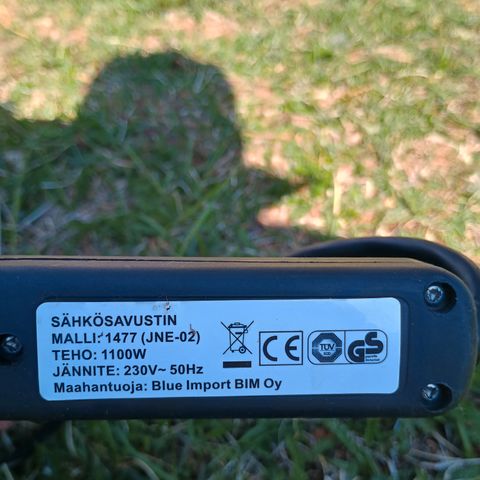 SÄHKÖSAVUSTIN
MALLI: 1477 (JNE-02)
TEHO: 1100W
JÄNNITE: 230V~ 50Hz
Maahantuoja: Blue Import BIM Oy
CE
TÜV
GS